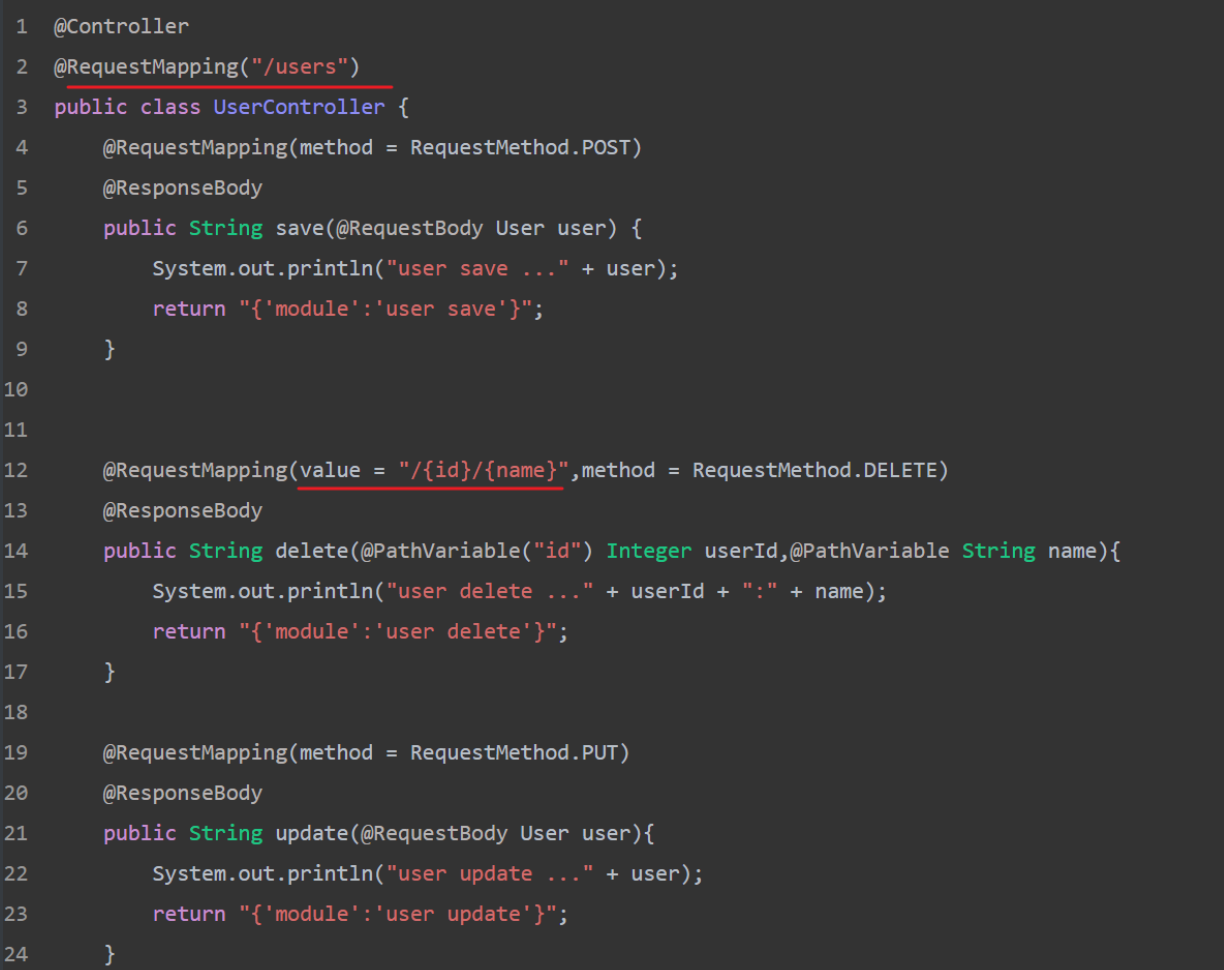 1 @Controller
2 @RequestMapping("/users")
3 public class UserController {
4     @RequestMapping(method = RequestMethod.POST)
5     @ResponseBody
6     public String save(@RequestBody User user) {
7         System.out.println("user save ..." + user);
8         return "{'module':'user save'}";
9     }
10
11
12     @RequestMapping(value = "/{id}/{name}",method = RequestMethod.DELETE)
13     @ResponseBody
14     public String delete(@PathVariable("id") Integer userId,@PathVariable String name){
15         System.out.println("user delete ..." + userId + ":" + name);
16         return "{'module':'user delete'}";
17     }
18
19     @RequestMapping(method = RequestMethod.PUT)
20     @ResponseBody
21     public String update(@RequestBody User user){
22         System.out.println("user update ..." + user);
23         return "{'module':'user update'}";
24     }